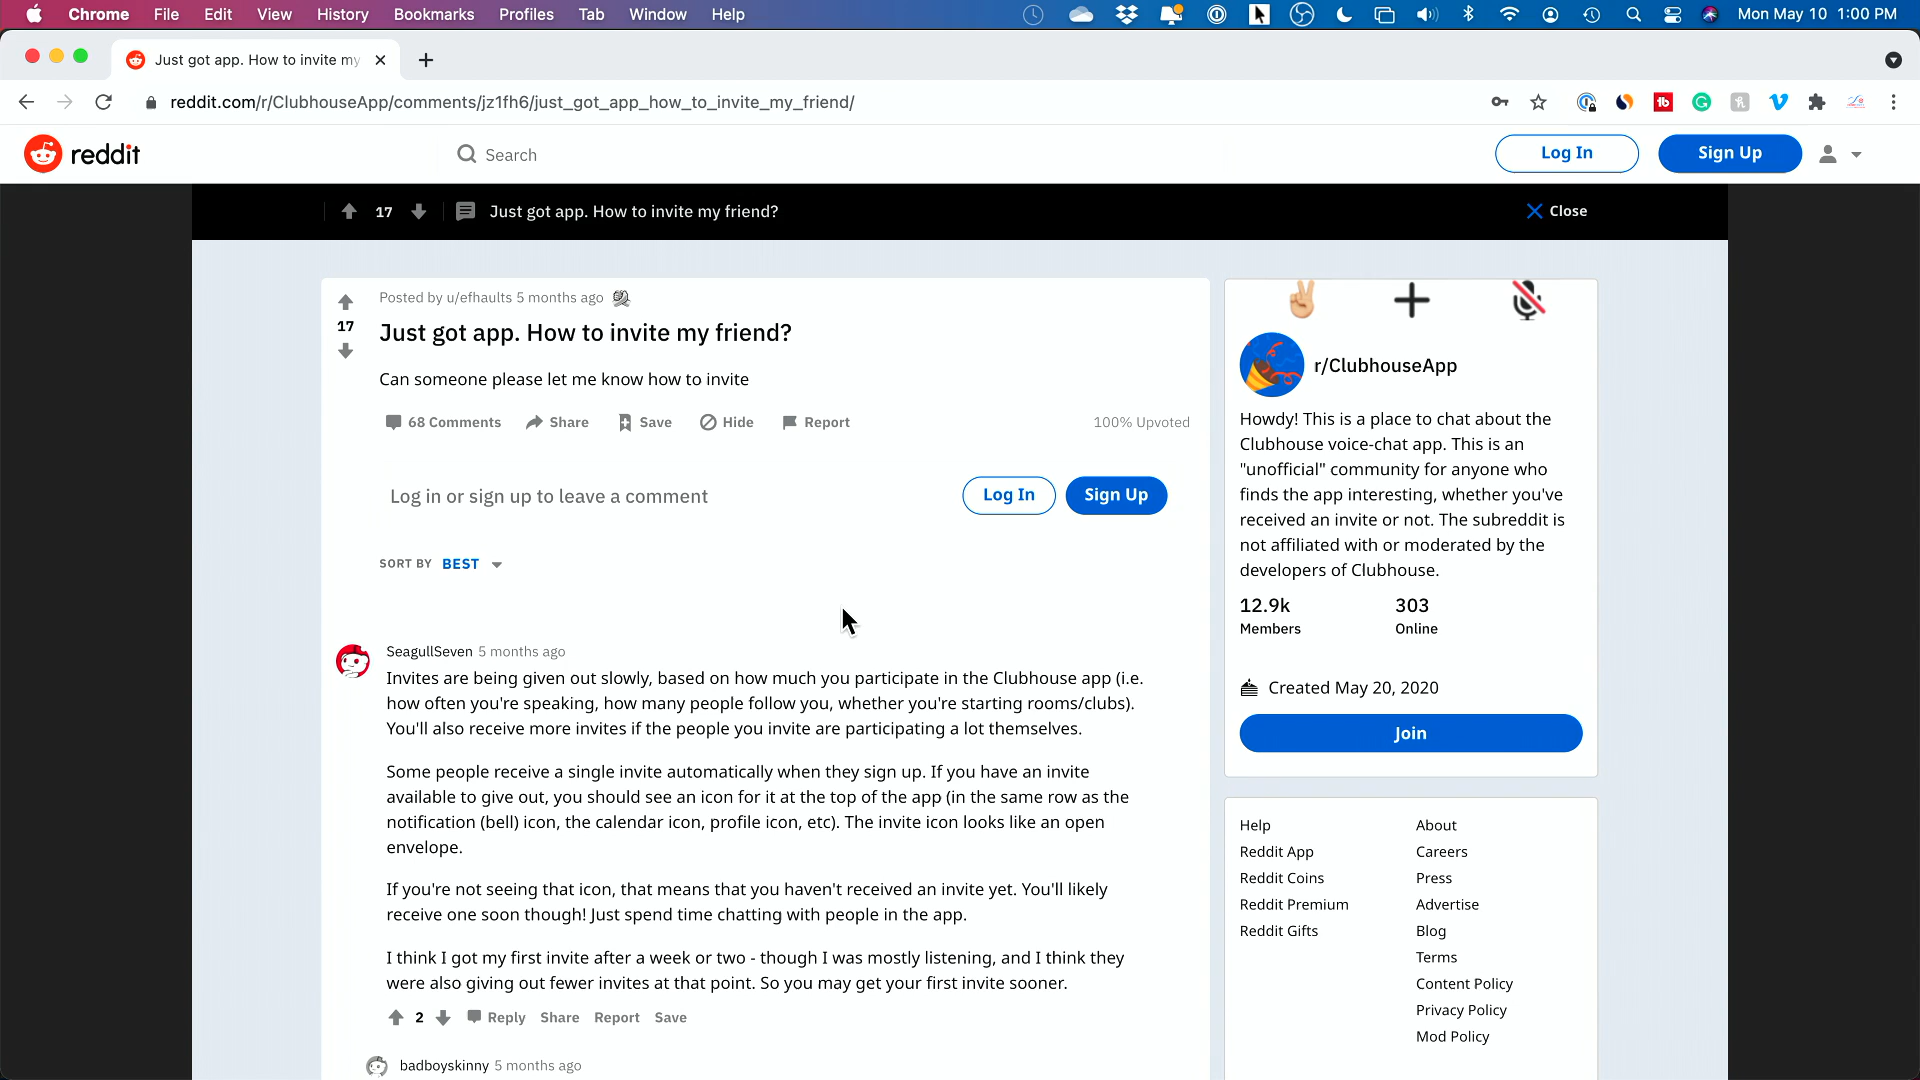 Chrome File Edit View History Bookmarks Profiles Tab Window Help Mon May 10 1:00 PM
Just got app. How to invite my
reddit.com/r/ClubhouseApp/comments/jz1fh6/just_got_app_how_to_invite_my_friend/
reddit Search Log In Sign Up
17 Just got app. How to invite my friend? Close
Posted by u/efhaults 5 months ago
17
Just got app. How to invite my friend?
Can someone please let me know how to invite
68 Comments Share Save Hide Report 100% Upvoted
Log in or sign up to leave a comment Log In Sign Up
SORT BY BEST
SeagullSeven 5 months ago
Invites are being given out slowly, based on how much you participate in the Clubhouse app (i.e.
how often you're speaking, how many people follow you, whether you're starting rooms/clubs).
You'll also receive more invites if the people you invite are participating a lot themselves.
Some people receive a single invite automatically when they sign up. If you have an invite
available to give out, you should see an icon for it at the top of the app (in the same row as the
notification (bell) icon, the calendar icon, profile icon, etc). The invite icon looks like an open
envelope.
If you're not seeing that icon, that means that you haven't received an invite yet. You'll likely
receive one soon though! Just spend time chatting with people in the app.
I think I got my first invite after a week or two - though I was mostly listening, and I think they
were also giving out fewer invites at that point. So you may get your first invite sooner.
2 Reply Share Report Save
badboyskinny 5 months ago
r/ClubhouseApp
Howdy! This is a place to chat about the
Clubhouse voice-chat app. This is an
"unofficial" community for anyone who
finds the app interesting, whether you've
received an invite or not. The subreddit is
not affiliated with or moderated by the
developers of Clubhouse.
12.9k 303
Members Online
Created May 20, 2020
Join
Help About
Reddit App Careers
Reddit Coins Press
Reddit Premium Advertise
Reddit Gifts Blog
Terms
Content Policy
Privacy Policy
Mod Policy